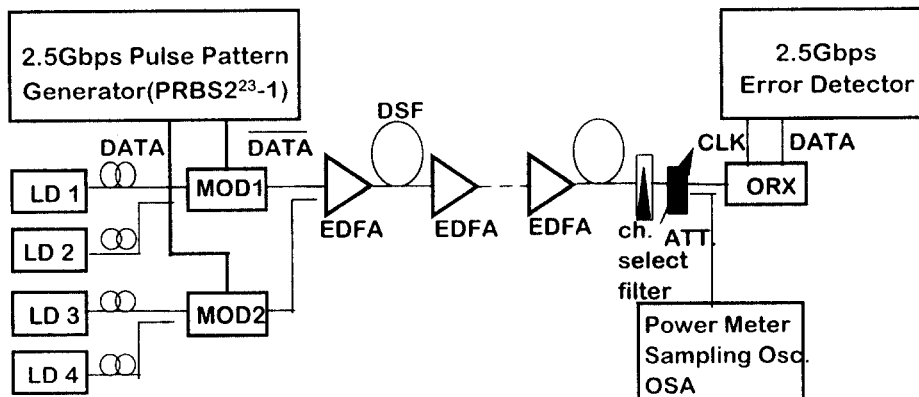 2.5Gbps Pulse Pattern
Generator(PRBS2²³-1)
2.5Gbps
Error Detector
DSF
DATA
DATA
CLK
DATA
LD 1
MOD1
ORX
EDFA
EDFA
EDFA
ch.
select
filter
ATT.
LD 2
LD 3
MOD2
LD 4
Power Meter
Sampling Osc.
OSA